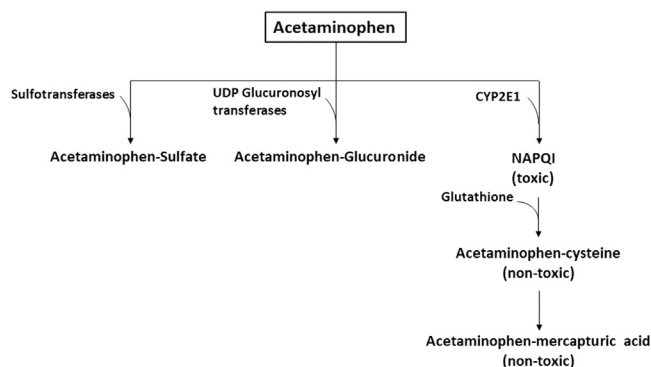 Acetaminophen
Sulfotransferases
UDP Glucuronosyl
transferases
CYP2E1
Acetaminophen-Sulfate
Acetaminophen-Glucuronide
NAPQI
(toxic)
Glutathione
Acetaminophen-cysteine
(non-toxic)
Acetaminophen-mercapturic acid
(non-toxic)